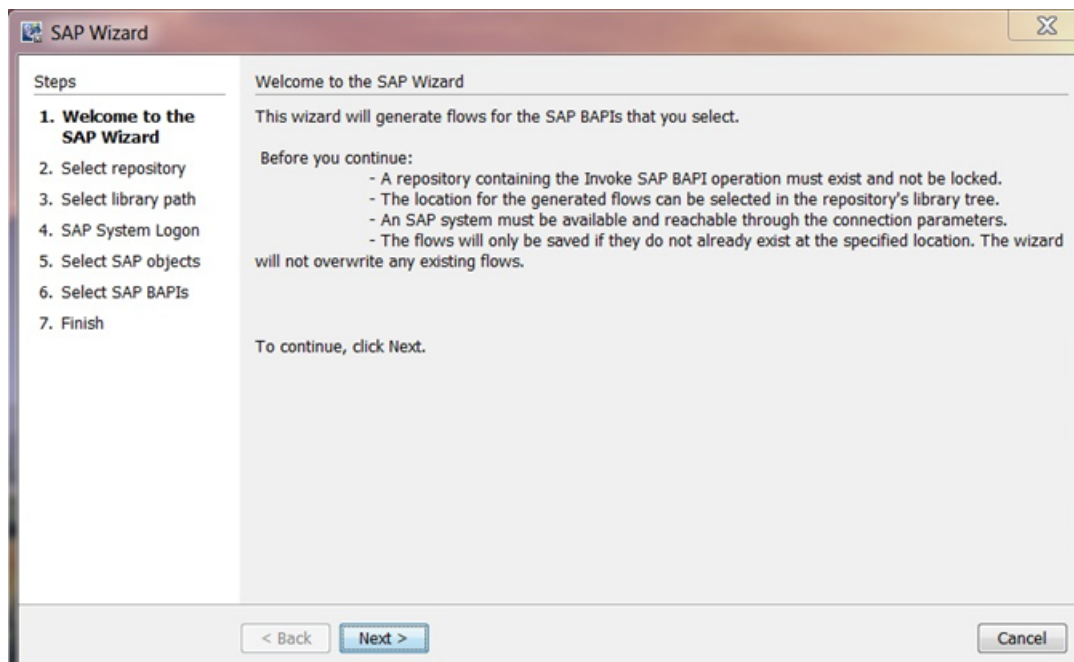 SAP Wizard
Steps
1. Welcome to the
SAP Wizard
2. Select repository
3. Select library path
4. SAP System Logon
5. Select SAP objects
6. Select SAP BAPIs
7. Finish
Welcome to the SAP Wizard
This wizard will generate flows for the SAP BAPIs that you select.
Before you continue:
- A repository containing the Invoke SAP BAPI operation must exist and not be locked.
- The location for the generated flows can be selected in the repository's library tree.
- An SAP system must be available and reachable through the connection parameters.
- The flows will only be saved if they do not already exist at the specified location. The wizard
will not overwrite any existing flows.
To continue, click Next.
< Back
Next >
Cancel